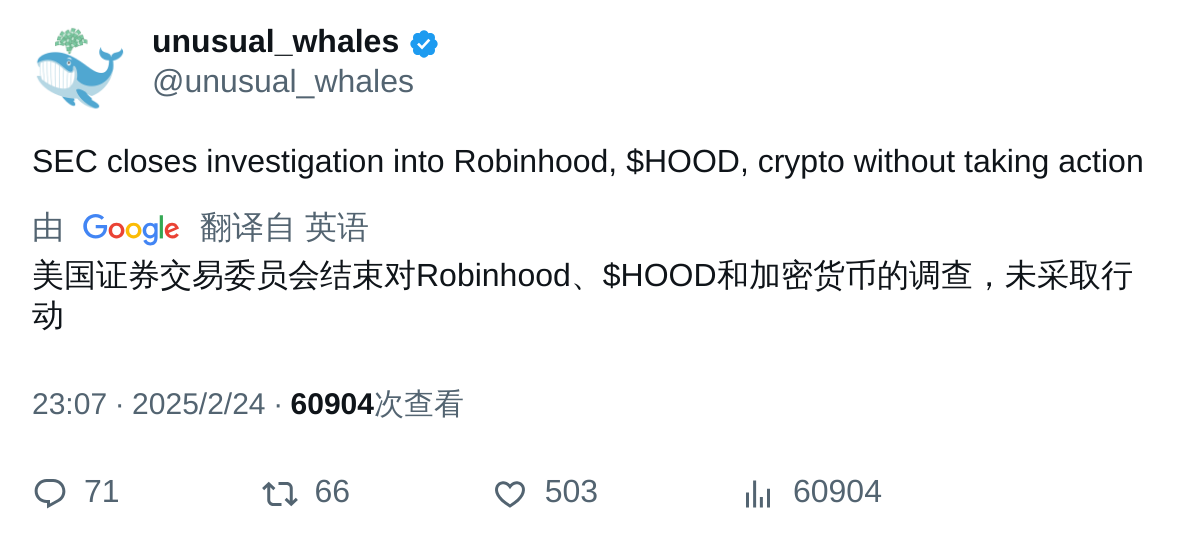 unusual_whales
@unusual_whales
SEC closes investigation into Robinhood, $HOOD, crypto without taking action
由 Google 翻译自 英语
美国证券交易委员会结束对Robinhood、$HOOD和加密货币的调查，未采取行
动
23:07 · 2025/2/24 · 60904次查看
71 66 503 60904